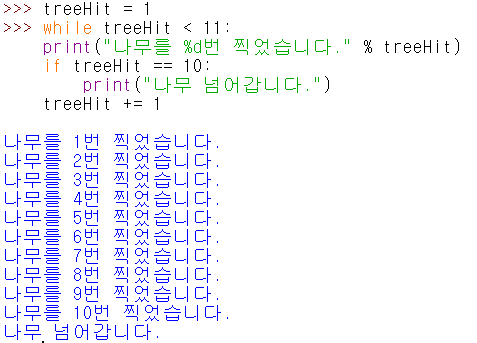 >>> treeHit = 1
>>> while treeHit < 11:
    print("나무를 %d번 찍었습니다." % treeHit)
    if treeHit == 10:
        print("나무 넘어갑니다.")
    treeHit += 1

나무를 1번 찍었습니다.
나무를 2번 찍었습니다.
나무를 3번 찍었습니다.
나무를 4번 찍었습니다.
나무를 5번 찍었습니다.
나무를 6번 찍었습니다.
나무를 7번 찍었습니다.
나무를 8번 찍었습니다.
나무를 9번 찍었습니다.
나무를 10번 찍었습니다.
나무 넘어갑니다.